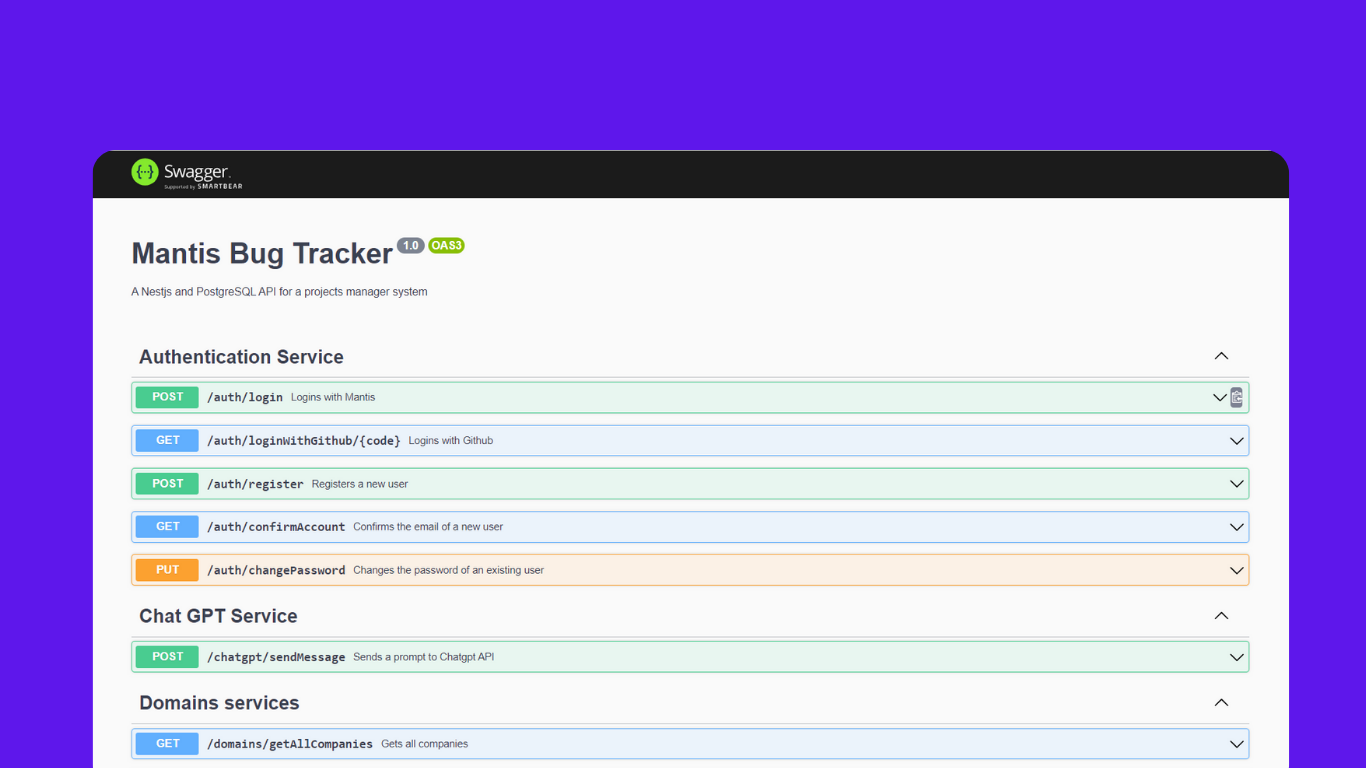 {··} Swagger.
Supported by SMARTBEAR
Mantis Bug Tracker 1.0 OAS3
A Nestjs and PostgreSQL API for a projects manager system
Authentication Service
POST /auth/login Logins with Mantis
GET /auth/loginWithGithub/{code} Logins with Github
POST /auth/register Registers a new user
GET /auth/confirmAccount Confirms the email of a new user
PUT /auth/changePassword Changes the password of an existing user
Chat GPT Service
POST /chatgpt/sendMessage Sends a prompt to Chatgpt API
Domains services
GET /domains/getAllCompanies Gets all companies